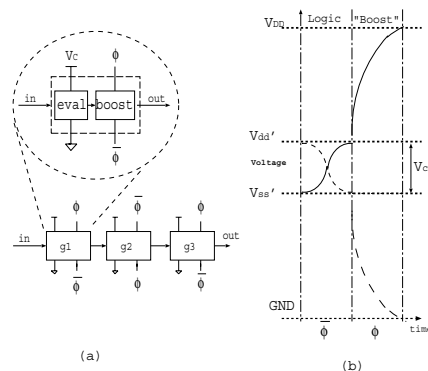 Vc ϕ
in eval boost out
ϕ̄
ϕ ϕ̄ ϕ
in g1 g2 g3 out
ϕ̄ ϕ ϕ̄
(a)
VDD Logic "Boost"
Vdd'
Voltage Vc
Vss'
GND
ϕ̄ ϕ time
(b)